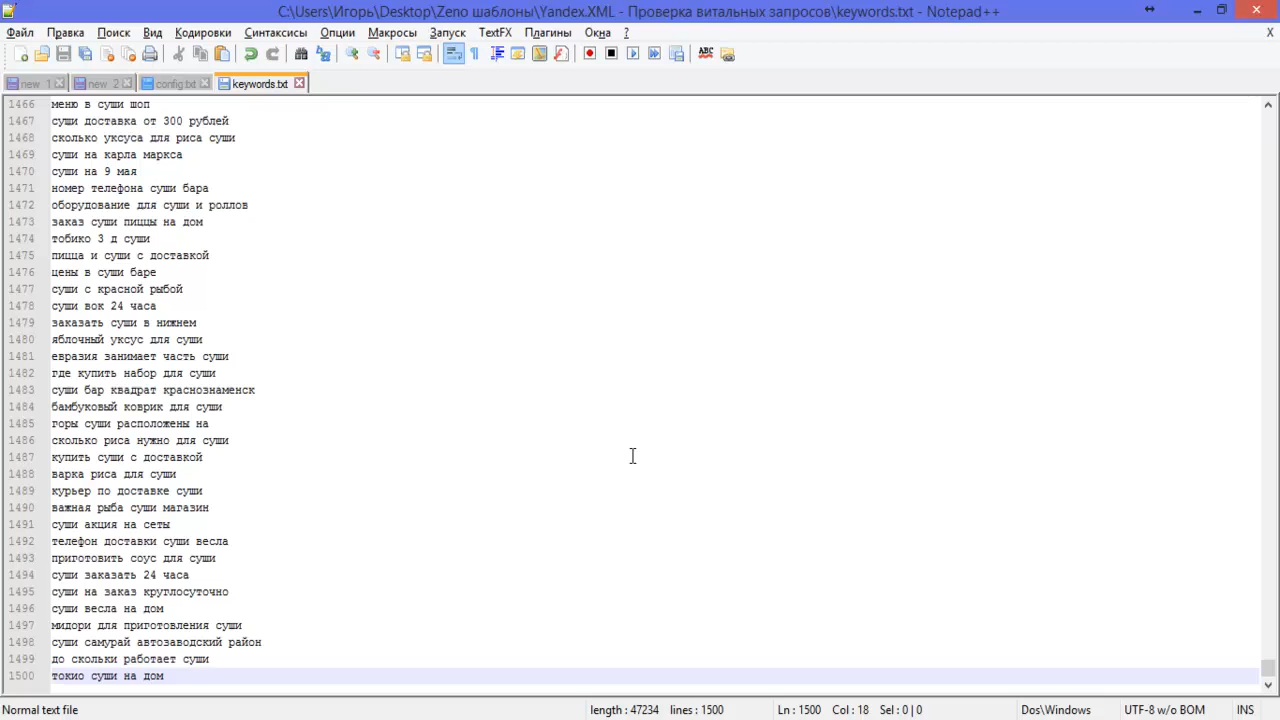 C:\Users\Игорь\Desktop\Zeno шаблоны\Yandex.XML - Проверка витальных запросов\keywords.txt - Notepad++
Файл Правка Поиск Вид Кодировки Синтаксисы Опции Макросы Запуск TextFX Плагины Окна ? X
new 1 new 2 config.txt keywords.txt
1466 меню в суши шоп
1467 суши доставка от 300 рублей
1468 сколько уксуса для риса суши
1469 суши на карла маркса
1470 суши на 9 мая
1471 номер телефона суши бара
1472 оборудование для суши и роллов
1473 заказ суши пиццы на дом
1474 тобико 3 д суши
1475 пицца и суши с доставкой
1476 цены в суши баре
1477 суши с красной рыбой
1478 суши вок 24 часа
1479 заказать суши в нижнем
1480 яблочный уксус для суши
1481 евразия занимает часть суши
1482 где купить набор для суши
1483 суши бар квадрат краснознаменск
1484 бамбуковый коврик для суши
1485 горы суши расположены на
1486 сколько риса нужно для суши
1487 купить суши с доставкой
1488 варка риса для суши
1489 курьер по доставке суши
1490 важная рыба суши магазин
1491 суши акция на сеты
1492 телефон доставки суши весла
1493 приготовить соус для суши
1494 суши заказать 24 часа
1495 суши на заказ круглосуточно
1496 суши весла на дом
1497 мидори для приготовления суши
1498 суши самурай автозаводский район
1499 до скольки работает суши
1500 токио суши на дом
Normal text file length : 47234 lines : 1500 Ln : 1500 Col : 18 Sel : 0 | 0 Dos\Windows UTF-8 w/o BOM INS